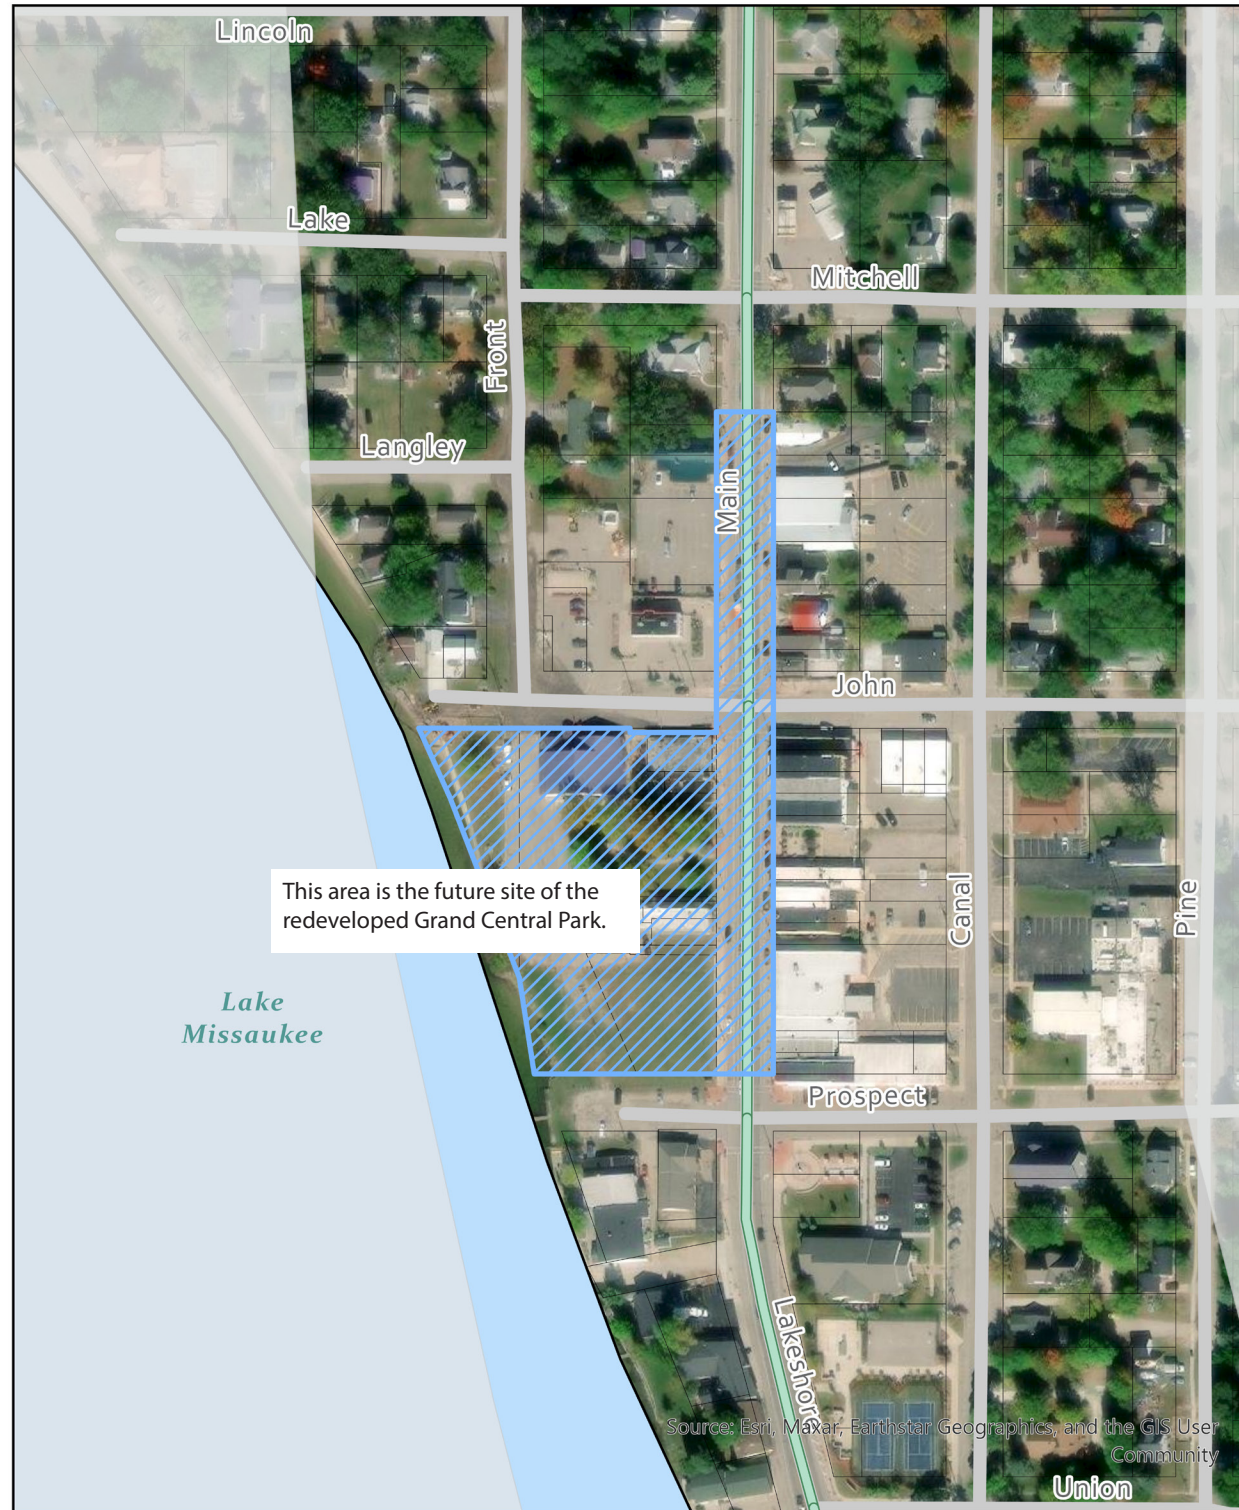 Lincoln
Lake
Mitchell
Front
Langley
Main
John
This area is the future site of the
redeveloped Grand Central Park.
Canal
Pine
Lake
Missaukee
Prospect
Lakeshore
Source: Esri, Maxar, Earthstar Geographics, and the GIS User
Community
Union